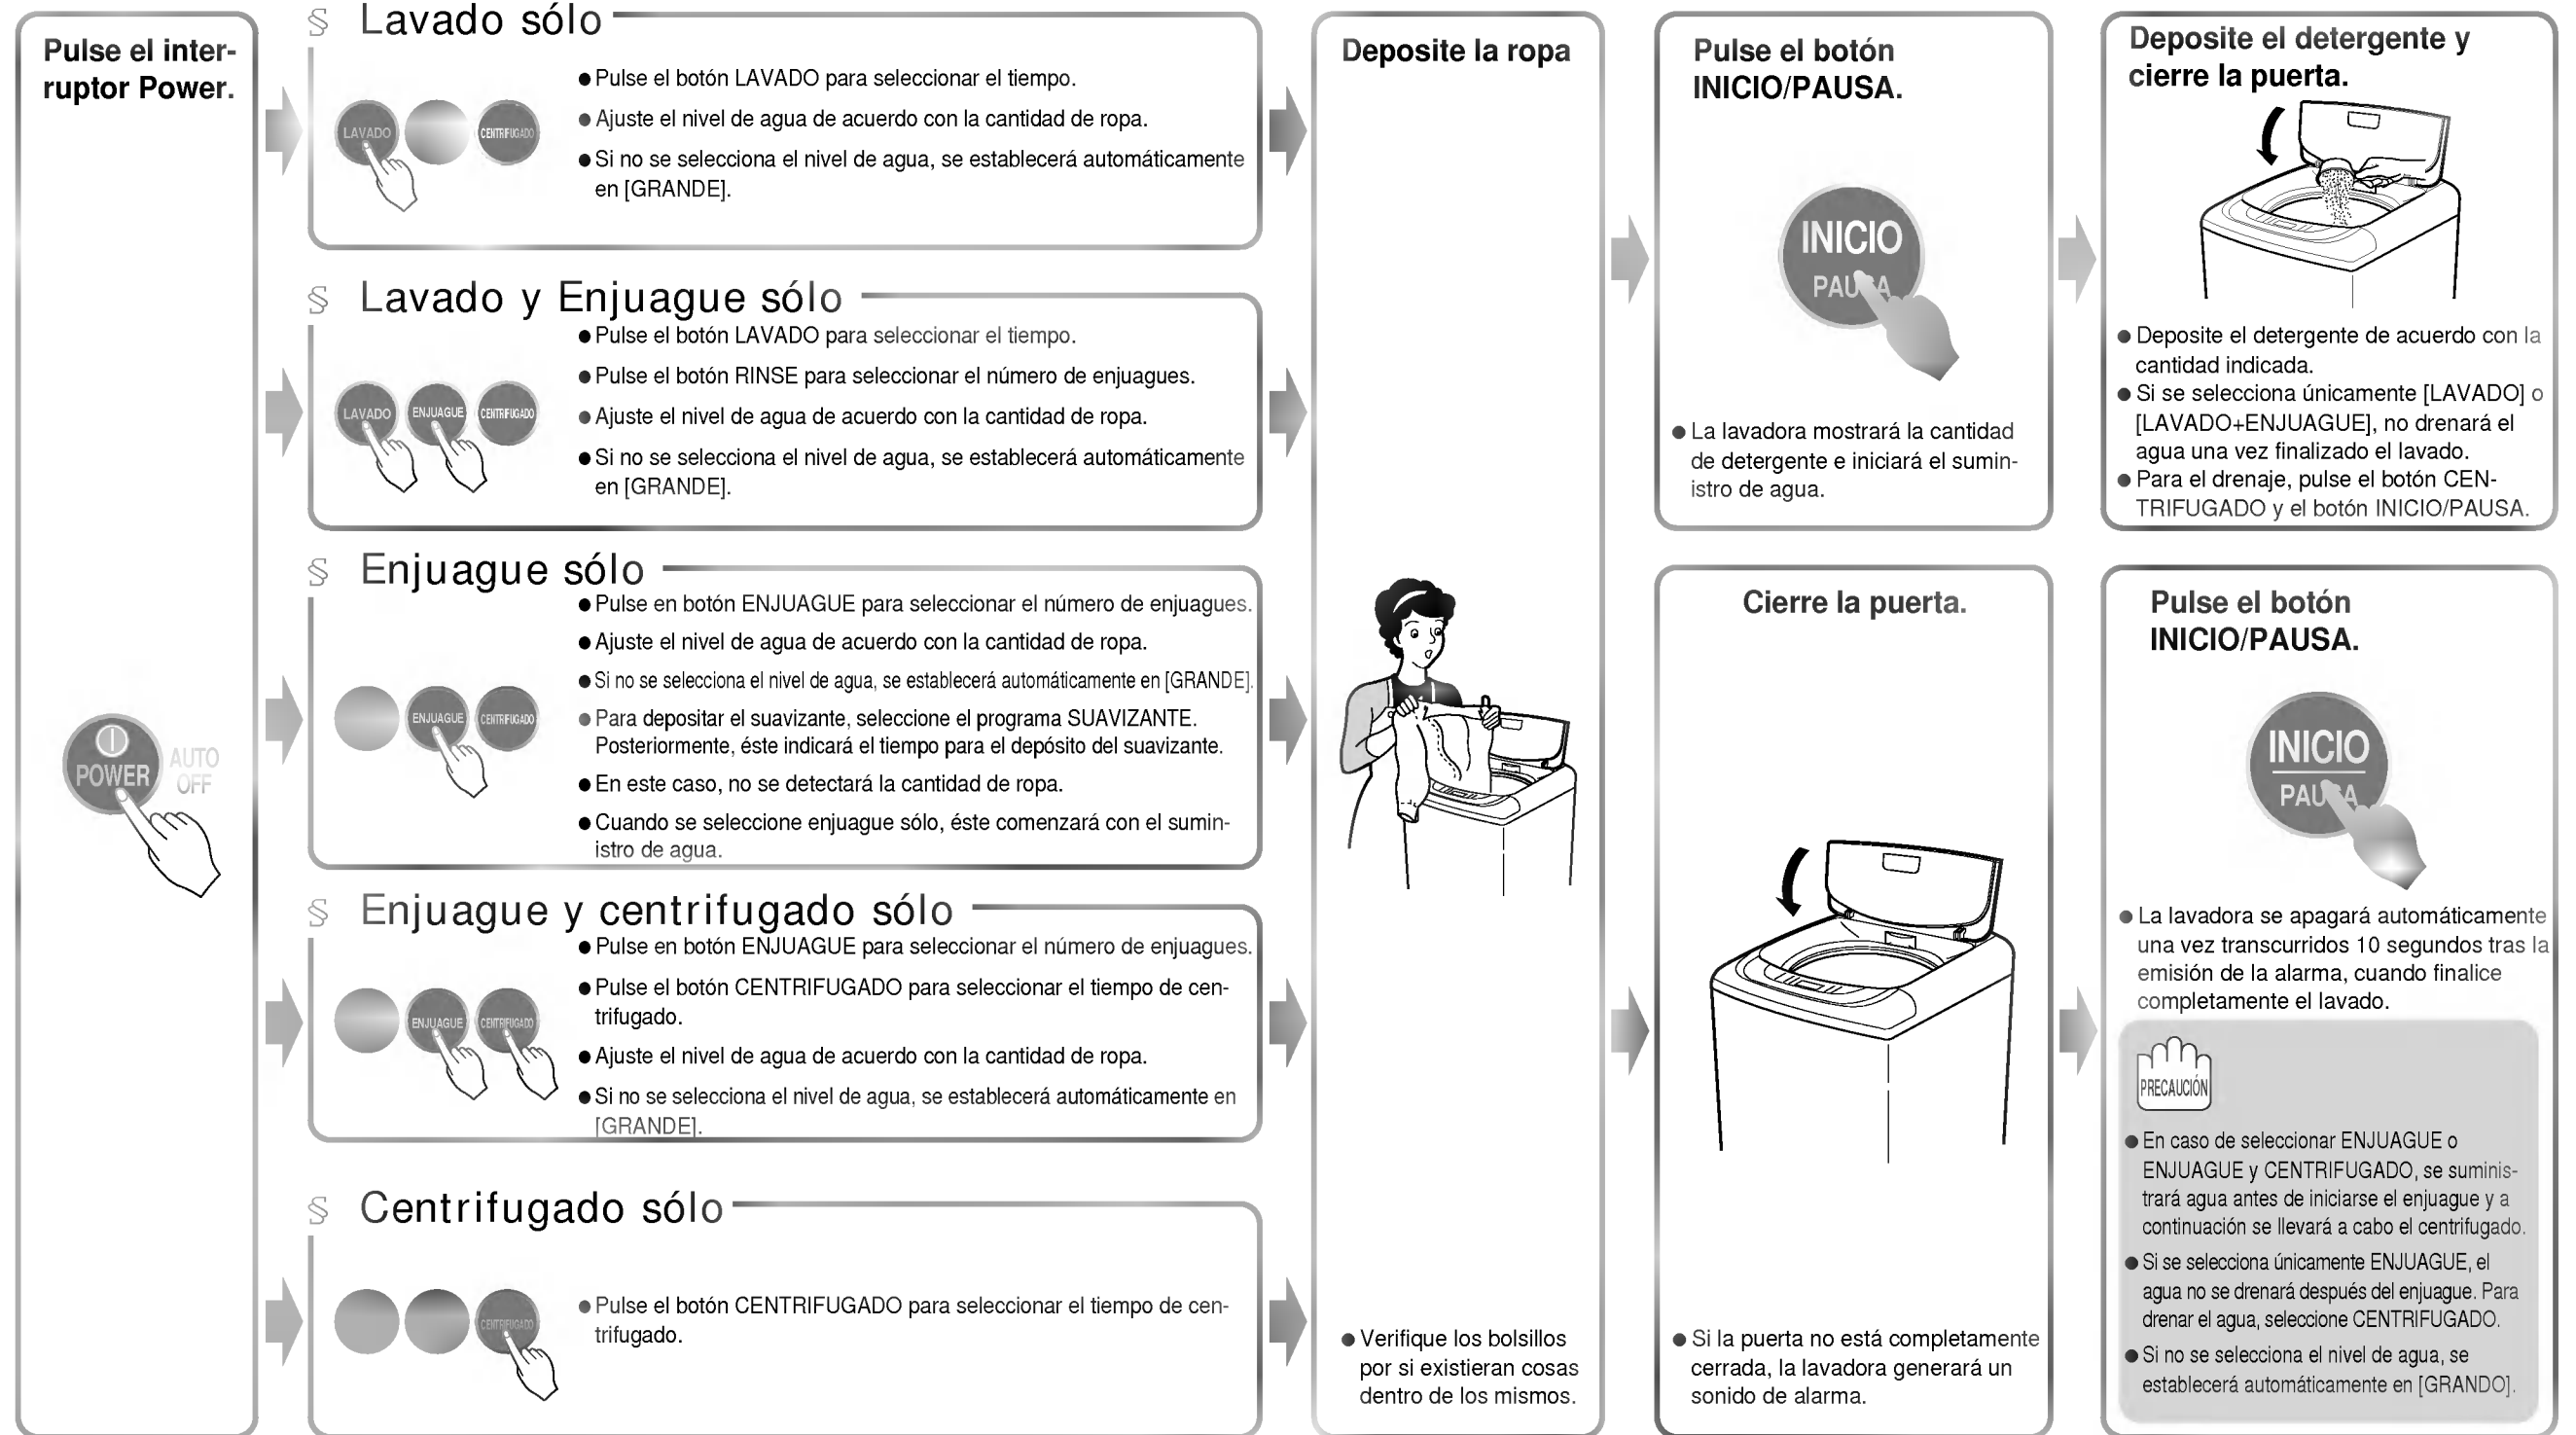 Pulse el inter-
ruptor Power.
POWER
AUTO
OFF
§ Lavado sólo
LAVADO
CENTRIFUGADO
● Pulse el botón LAVADO para seleccionar el tiempo.
● Ajuste el nivel de agua de acuerdo con la cantidad de ropa.
● Si no se selecciona el nivel de agua, se establecerá automáticamente
en [GRANDE].
§ Lavado y Enjuague sólo
LAVADO
ENJUAGUE
CENTRIFUGADO
● Pulse el botón LAVADO para seleccionar el tiempo.
● Pulse el botón RINSE para seleccionar el número de enjuagues.
● Ajuste el nivel de agua de acuerdo con la cantidad de ropa.
● Si no se selecciona el nivel de agua, se establecerá automáticamente
en [GRANDE].
§ Enjuague sólo
ENJUAGUE
CENTRIFUGADO
● Pulse en botón ENJUAGUE para seleccionar el número de enjuagues.
● Ajuste el nivel de agua de acuerdo con la cantidad de ropa.
● Si no se selecciona el nivel de agua, se establecerá automáticamente en [GRANDE].
● Para depositar el suavizante, seleccione el programa SUAVIZANTE.
Posteriormente, éste indicará el tiempo para el depósito del suavizante.
● En este caso, no se detectará la cantidad de ropa.
● Cuando se seleccione enjuague sólo, éste comenzará con el sumin-
istro de agua.
§ Enjuague y centrifugado sólo
ENJUAGUE
CENTRIFUGADO
● Pulse en botón ENJUAGUE para seleccionar el número de enjuagues.
● Pulse el botón CENTRIFUGADO para seleccionar el tiempo de cen-
trifugado.
● Ajuste el nivel de agua de acuerdo con la cantidad de ropa.
● Si no se selecciona el nivel de agua, se establecerá automáticamente en
[GRANDE].
§ Centrifugado sólo
CENTRIFUGADO
● Pulse el botón CENTRIFUGADO para seleccionar el tiempo de cen-
trifugado.
Deposite la ropa
● Verifique los bolsillos
por si existieran cosas
dentro de los mismos.
Pulse el botón
INICIO/PAUSA.
INICIO
PAUSA
● La lavadora mostrará la cantidad
de detergente e iniciará el sumin-
istro de agua.
Deposite el detergente y
cierre la puerta.
● Deposite el detergente de acuerdo con la
cantidad indicada.
● Si se selecciona únicamente [LAVADO] o
[LAVADO+ENJUAGUE], no drenará el
agua una vez finalizado el lavado.
● Para el drenaje, pulse el botón CEN-
TRIFUGADO y el botón INICIO/PAUSA.
Cierre la puerta.
● Si la puerta no está completamente
cerrada, la lavadora generará un
sonido de alarma.
Pulse el botón
INICIO/PAUSA.
INICIO
PAUSA
● La lavadora se apagará automáticamente
una vez transcurridos 10 segundos tras la
emisión de la alarma, cuando finalice
completamente el lavado.
PRECAUCIÓN
● En caso de seleccionar ENJUAGUE o
ENJUAGUE y CENTRIFUGADO, se suminis-
trará agua antes de iniciarse el enjuague y a
continuación se llevará a cabo el centrifugado.
● Si se selecciona únicamente ENJUAGUE, el
agua no se drenará después del enjuague. Para
drenar el agua, seleccione CENTRIFUGADO.
● Si no se selecciona el nivel de agua, se
establecerá automáticamente en [GRANDO].